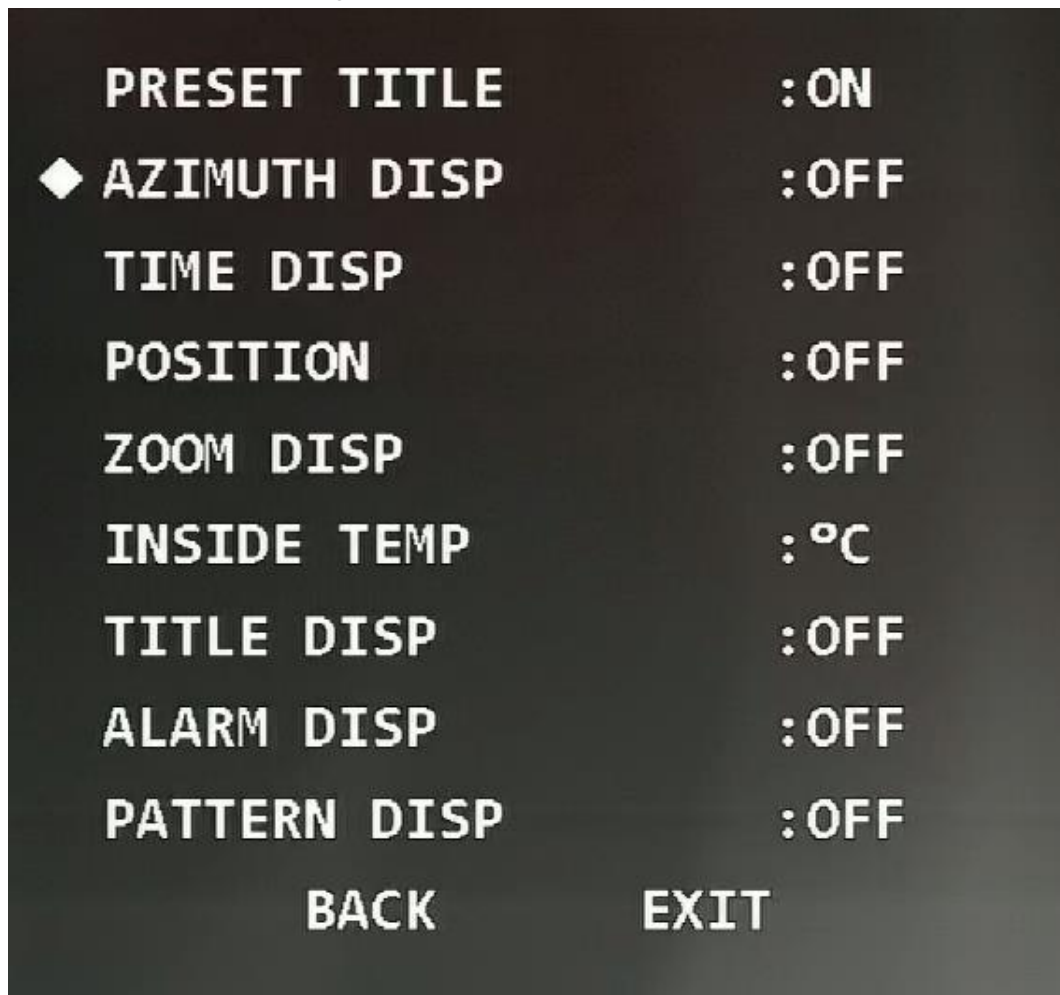 PRESET TITLE :ON
◆ AZIMUTH DISP :OFF
TIME DISP :OFF
POSITION :OFF
ZOOM DISP :OFF
INSIDE TEMP :°C
TITLE DISP :OFF
ALARM DISP :OFF
PATTERN DISP :OFF
BACK EXIT